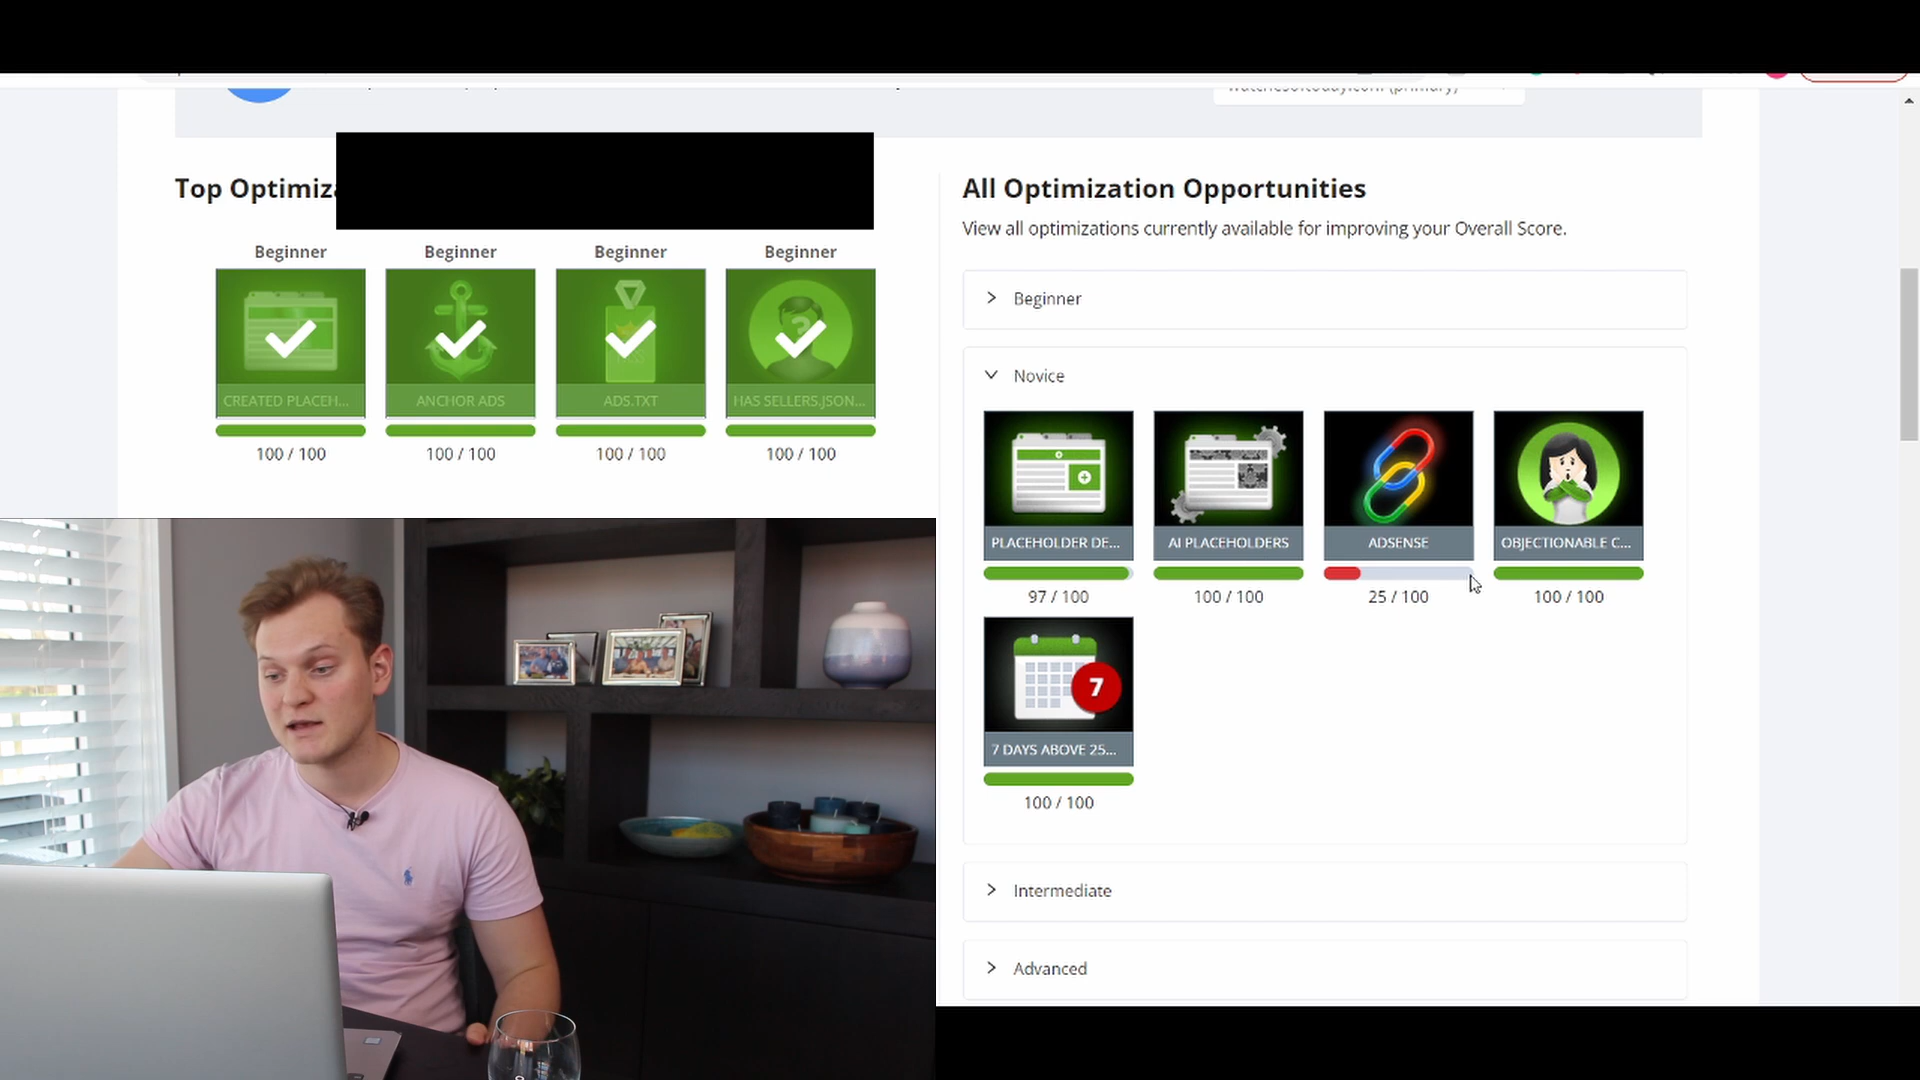 watchesoftoday.com (primary)
Top Optimiz
All Optimization Opportunities
View all optimizations currently available for improving your Overall Score.
Beginner
Beginner
Beginner
Beginner
CREATED PLACEH...
ANCHOR ADS
ADS.TXT
HAS SELLERS.JSON...
100 / 100
100 / 100
100 / 100
100 / 100
Beginner
Novice
PLACEHOLDER DE...
AI PLACEHOLDERS
ADSENSE
OBJECTIONABLE C...
97 / 100
100 / 100
25 / 100
100 / 100
7
7 DAYS ABOVE 25...
100 / 100
Intermediate
Advanced